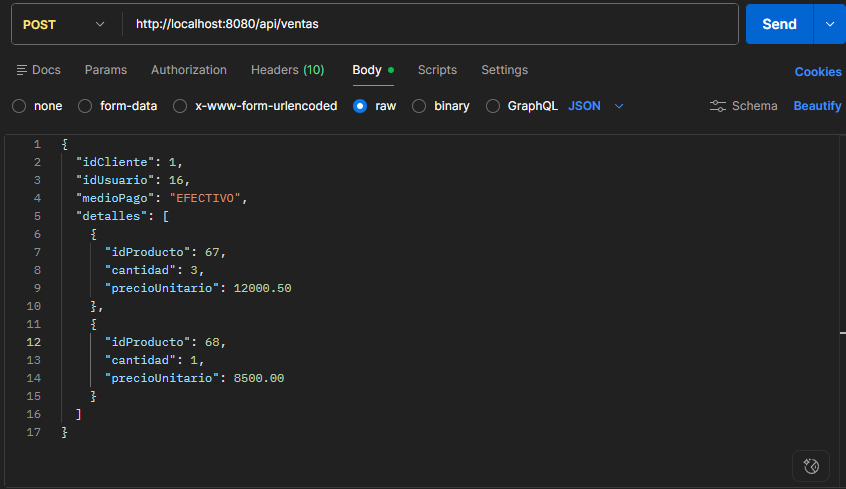 POST http://localhost:8080/api/ventas Send
Docs Params Authorization Headers (10) Body Scripts Settings Cookies
none form-data x-www-form-urlencoded raw binary GraphQL JSON Schema Beautify
1 {
2 "idCliente": 1,
3 "idUsuario": 16,
4 "medioPago": "EFECTIVO",
5 "detalles": [
6 {
7 "idProducto": 67,
8 "cantidad": 3,
9 "precioUnitario": 12000.50
10 },
11 {
12 "idProducto": 68,
13 "cantidad": 1,
14 "precioUnitario": 8500.00
15 }
16 ]
17 }